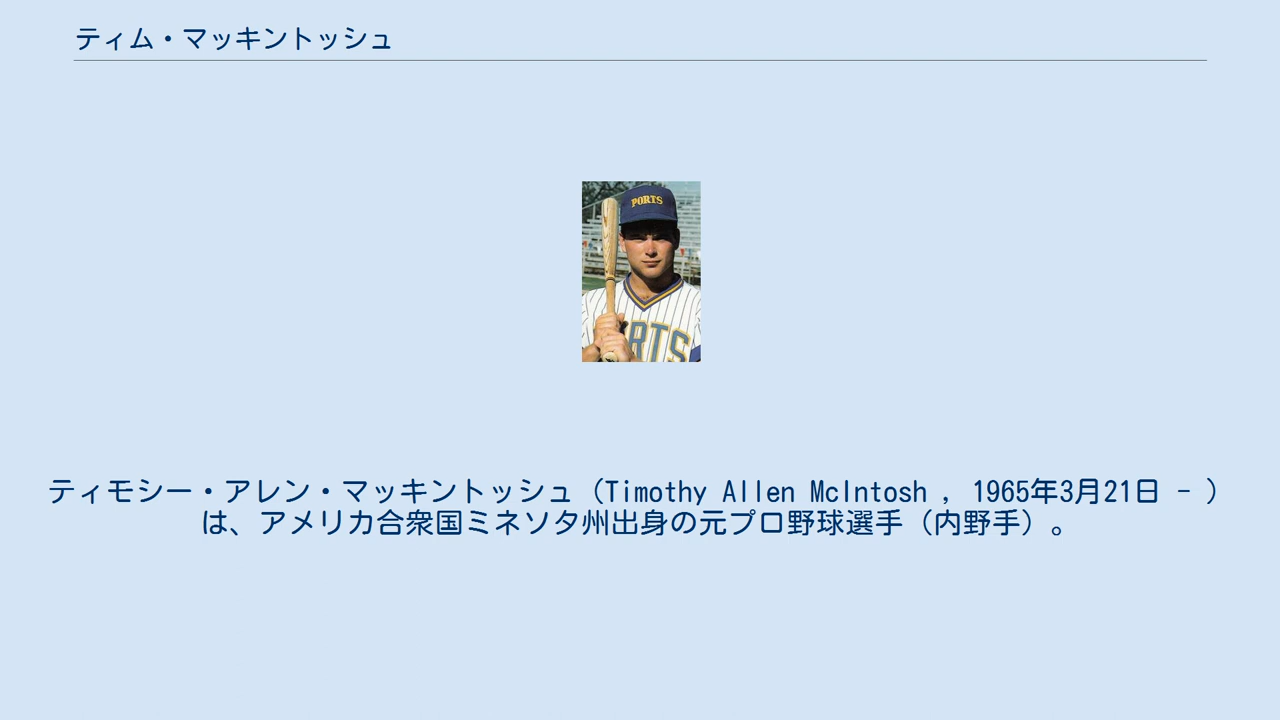 ティム・マッキントッシュ
PORTS
RTS
ティモシー・アレン・マッキントッシュ（Timothy Allen McIntosh , 1965年3月21日 - ）
は、アメリカ合衆国ミネソタ州出身の元プロ野球選手（内野手）。